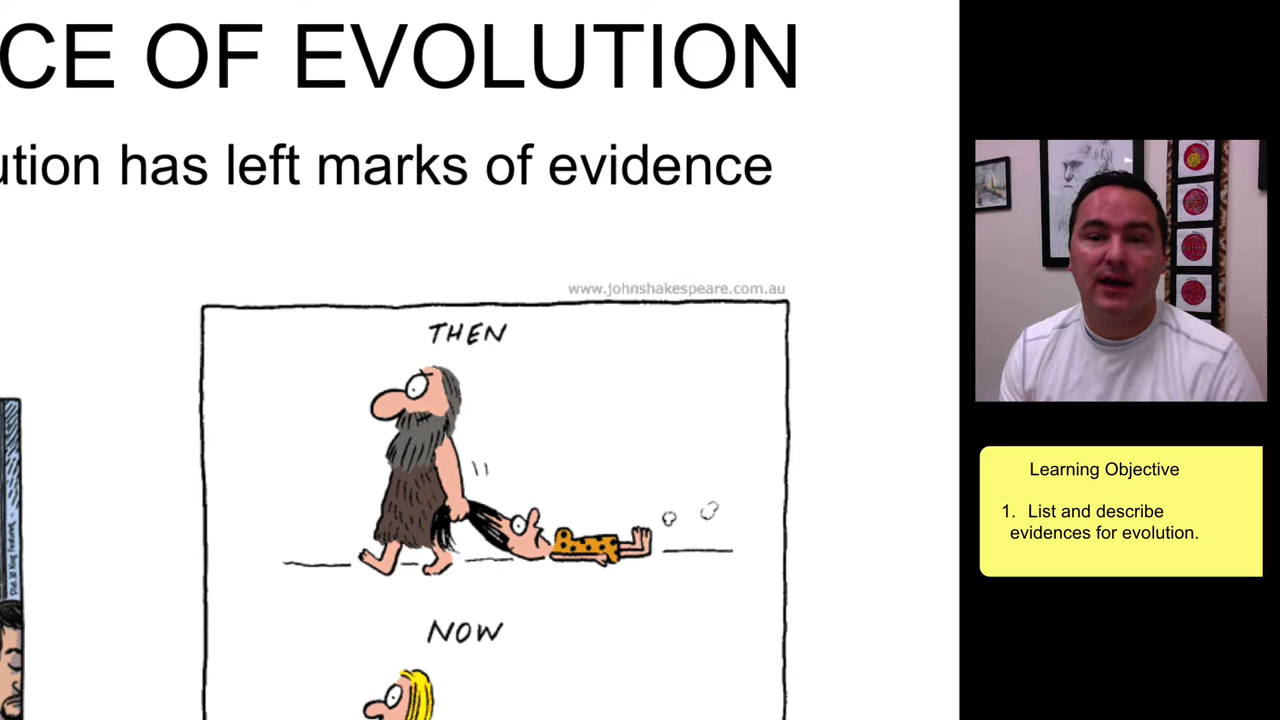 CE OF EVOLUTION
ution has left marks of evidence
www.johnshakespeare.com.au
THEN
NOW
Learning Objective
1. List and describe
evidences for evolution.